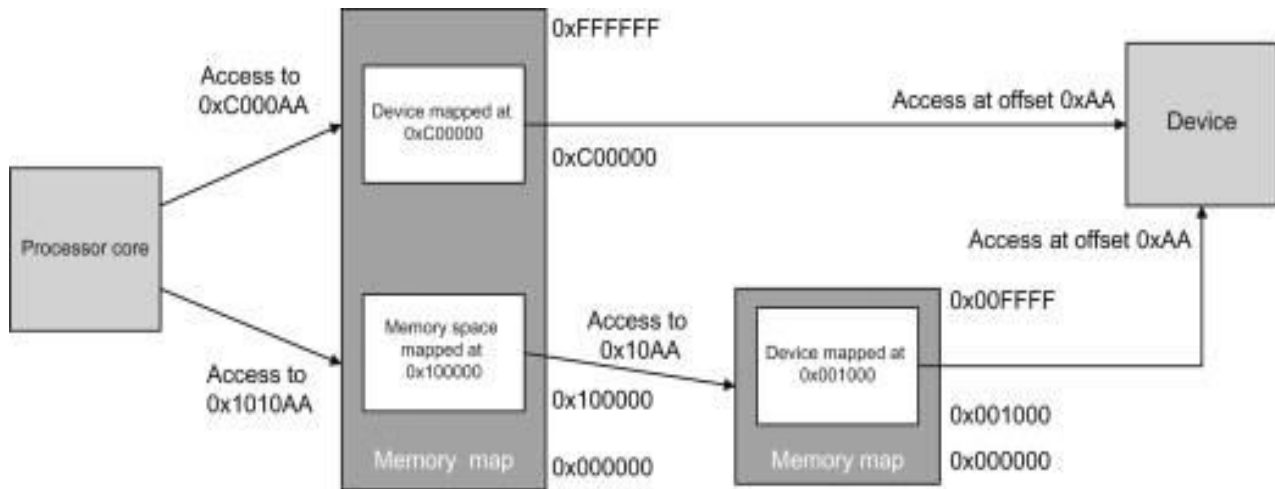 0xFFFFFF
Access to
0xC000AA
Device mapped at
0xC00000
Access at offset 0xAA
Device
0xC00000
Processor core
Access at offset 0xAA
Memory space
mapped at
0x100000
Access to
0x10AA
0x00FFFF
Device mapped at
0x001000
Access to
0x1010AA
0x100000
0x001000
Memory map
0x000000
Memory map
0x000000